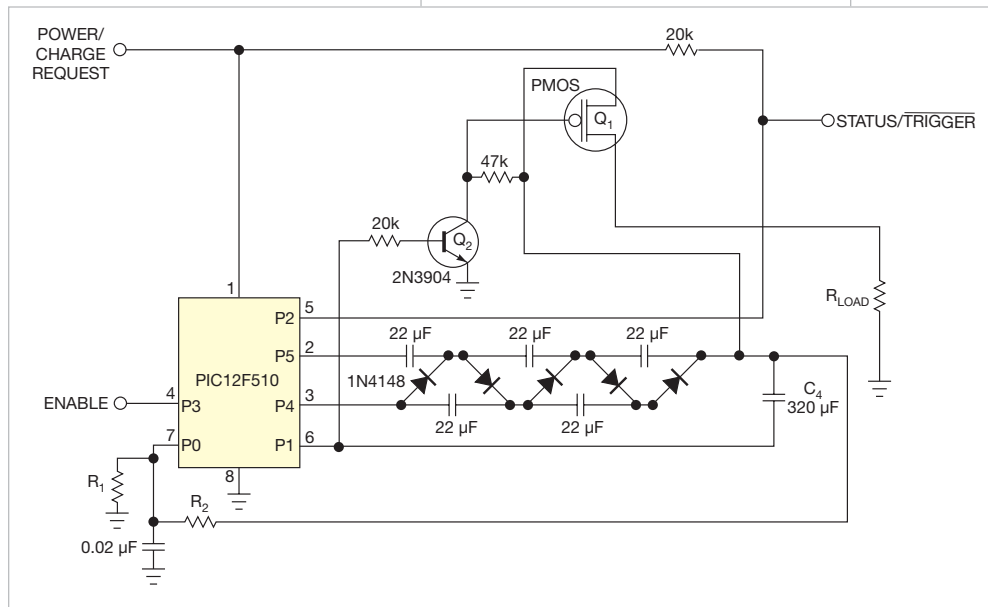 POWER/
CHARGE
REQUEST
20k
PMOS
Q1
STATUS/TRIGGER
47k
20k
Q2
2N3904
RLOAD
1
P2 5
22 µF 22 µF 22 µF
P5 2
PIC12F510
1N4148
C4
320 µF
ENABLE
4
P3
P4 3
22 µF 22 µF
7
P0
P1 6
8
R1
R2
0.02 µF